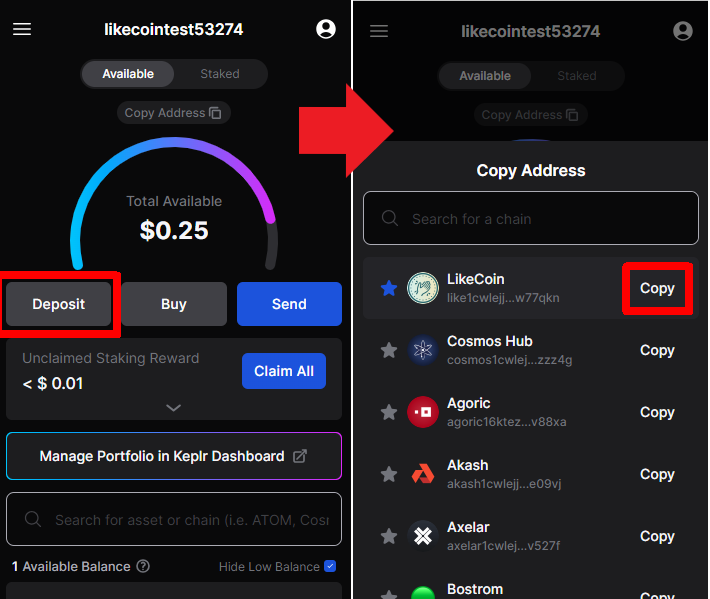 likecointest53274
Available
Staked
Copy Address
Total Available
$0.25
Deposit
Buy
Send
Unclaimed Staking Reward
< $ 0.01
Claim All
Manage Portfolio in Keplr Dashboard
Search for asset or chain (i.e. ATOM, Cosm
1 Available Balance
Hide Low Balance
likecointest53274
Available
Staked
Copy Address
Copy Address
Search for a chain
LikeCoin
like1cwlejj...w77qkn
Copy
Cosmos Hub
cosmos1cwlej...zzz4g
Copy
Agoric
agoric16ktez...v88xa
Copy
Akash
akash1cwlejj...e09vj
Copy
Axelar
axelar1cwlej...v527f
Copy
Bostrom
Copy